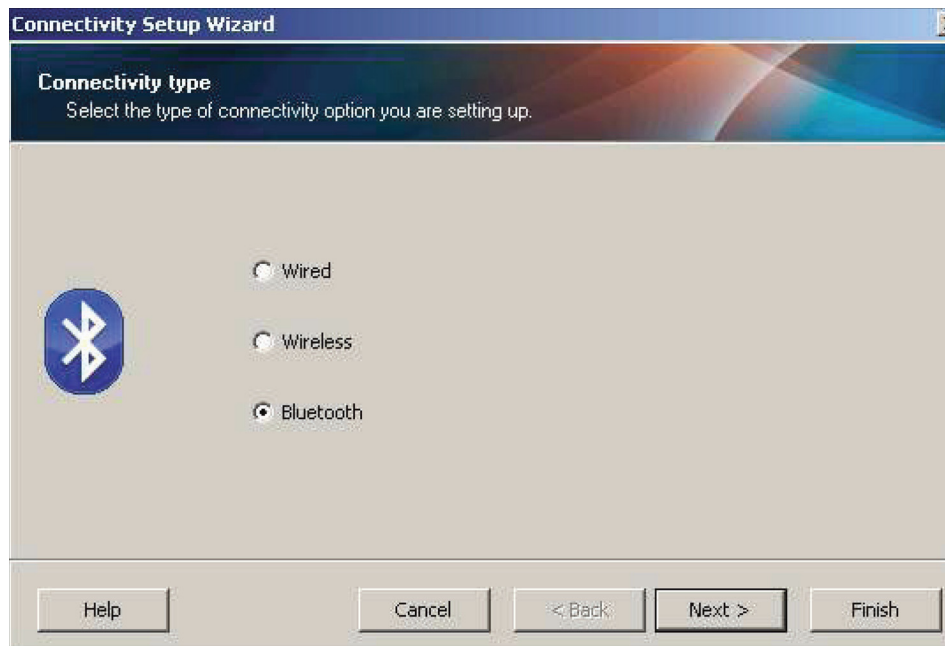 Connectivity Setup Wizard
Connectivity type
Select the type of connectivity option you are setting up.
Wired
Wireless
Bluetooth
Help Cancel < Back Next > Finish